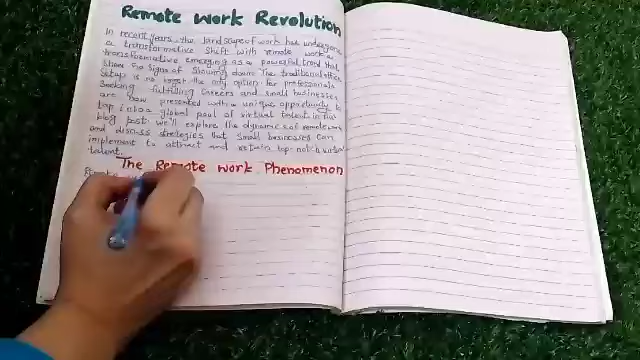 Remote Work Revolution
In recent years, the landscape of work has undergone
a transformative shift with remote work a
transformative emerging as a powerful trend that
show few signs of slowing down. The traditional office
Setup is no longer the only option for professionals
Seeking fulfilling careers and small businesses
are now presented with a unique opportunity to
tap into a global pool of virtual talent in this
blog post. we'll explore the dynamics of remote work
and discuss strategies that small businesses can
implement to attract and retain top-notch virtual
talent.
The Remote work Phenomenon
Remote